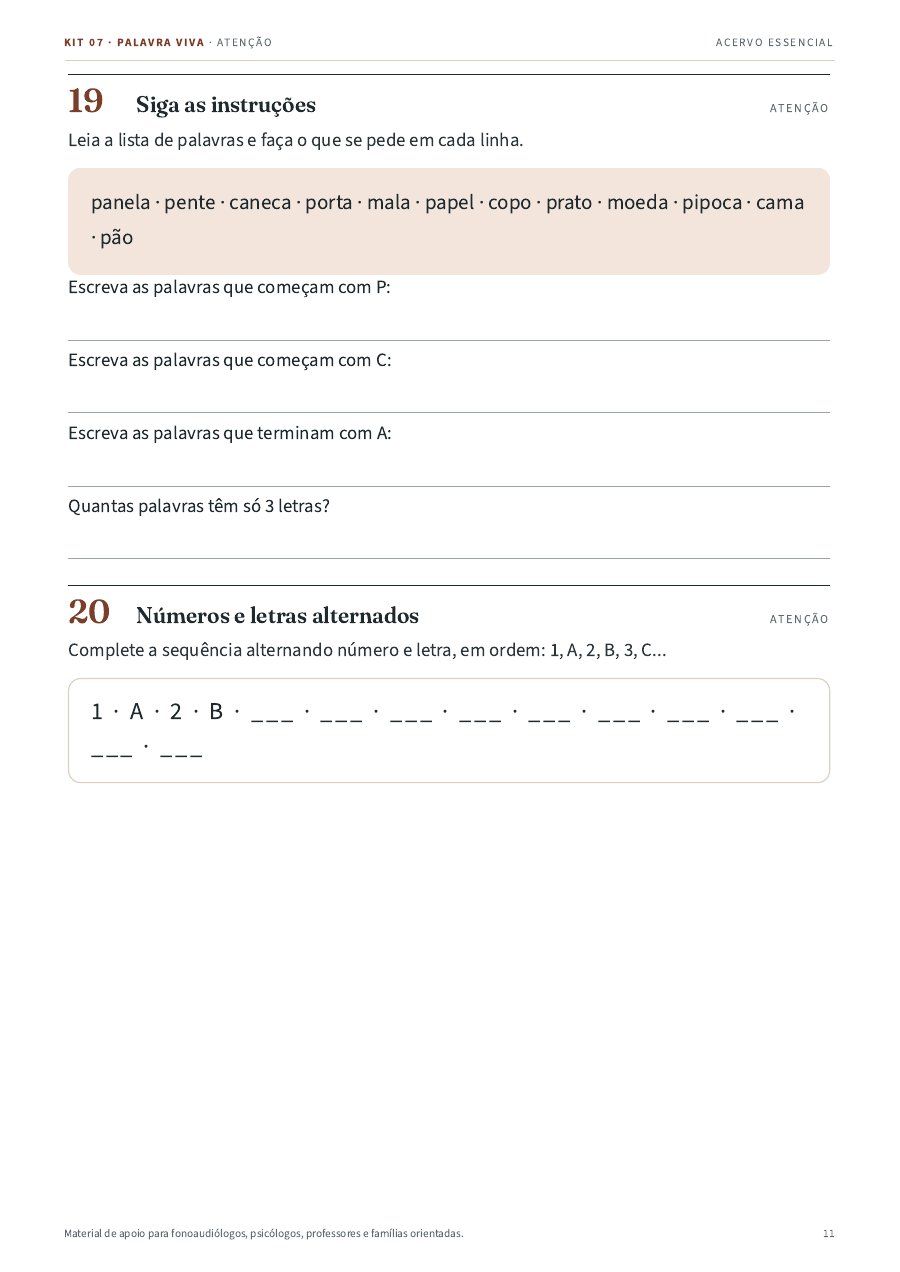 KIT 07 · PALAVRA VIVA · ATENÇÃO ACERVO ESSENCIAL
19 Siga as instruções ATENÇÃO
Leia a lista de palavras e faça o que se pede em cada linha.
panela · pente · caneca · porta · mala · papel · copo · prato · moeda · pipoca · cama
· pão
Escreva as palavras que começam com P:
Escreva as palavras que começam com C:
Escreva as palavras que terminam com A:
Quantas palavras têm só 3 letras?
20 Números e letras alternados ATENÇÃO
Complete a sequência alternando número e letra, em ordem: 1, A, 2, B, 3, C...
1 · A · 2 · B · ___ · ___ · ___ · ___ · ___ · ___ · ___ · ___ ·
___ · ___
Material de apoio para fonoaudiólogos, psicólogos, professores e famílias orientadas. 11